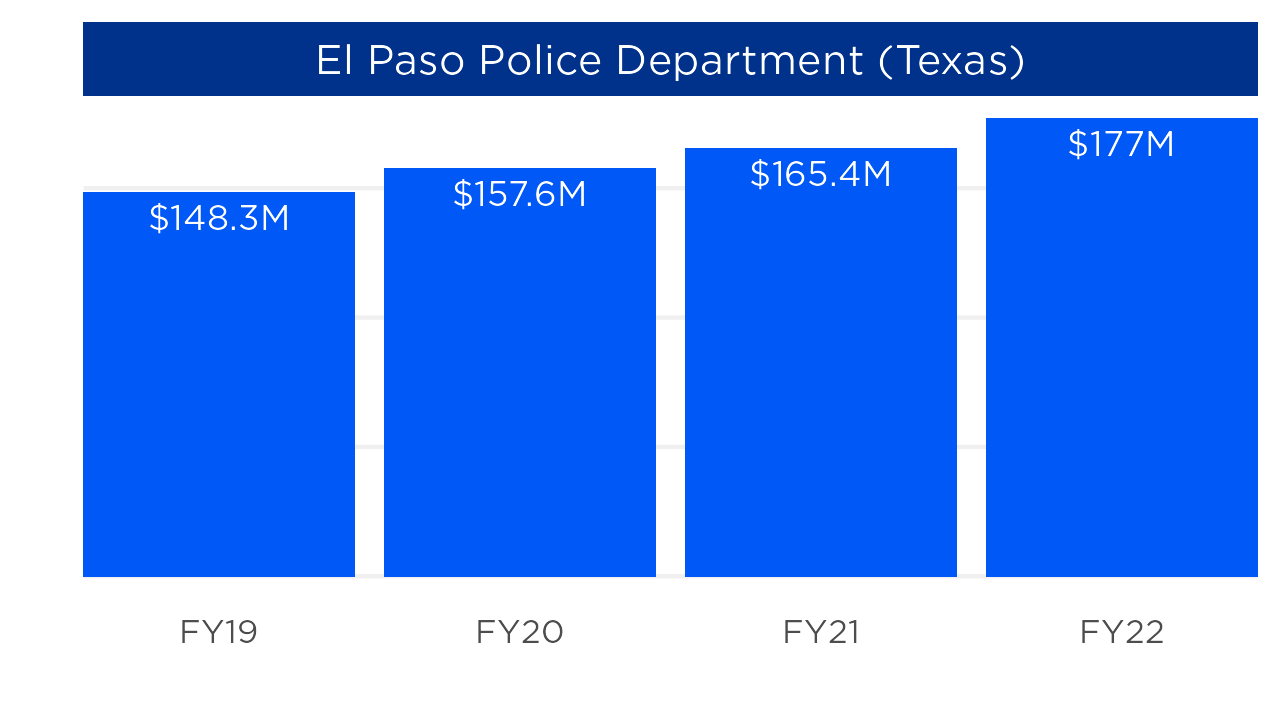 El Paso Police Department (Texas)
$148.3M
$157.6M
$165.4M
$177M
FY19
FY20
FY21
FY22